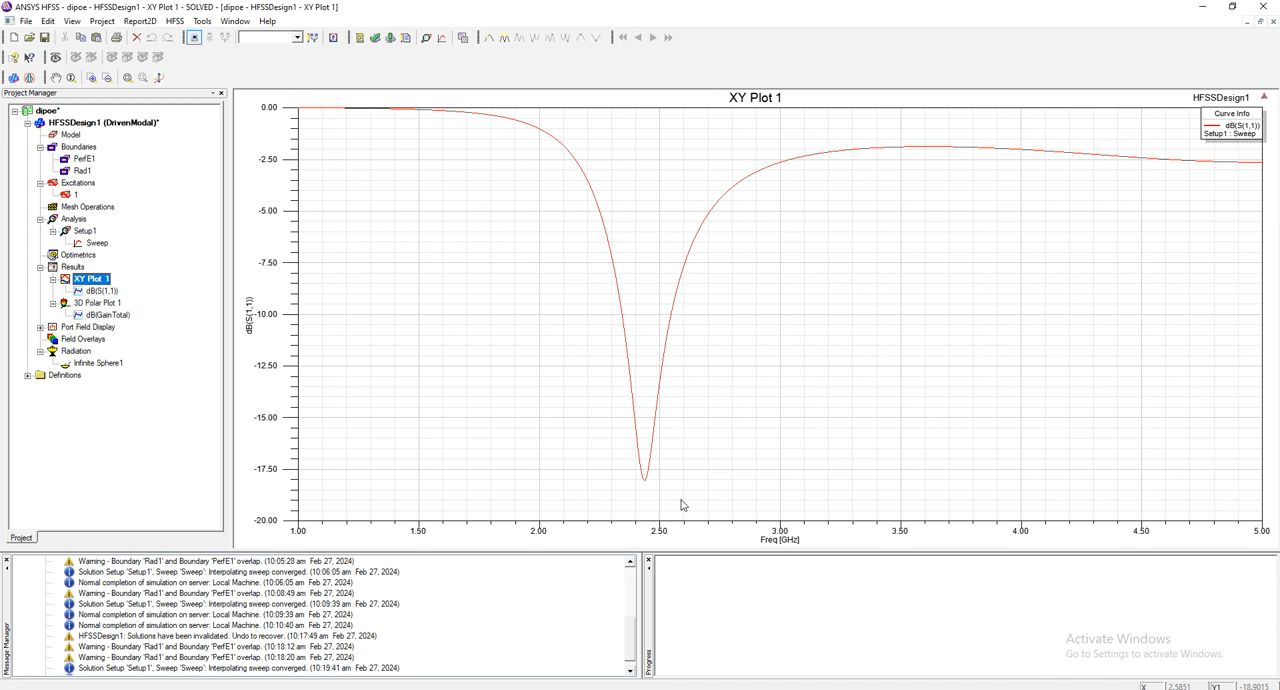 ANSYS HFSS - dipoe - HFSSDesign1 - XY Plot 1 - SOLVED - [dipoe - HFSSDesign1 - XY Plot 1]
File Edit View Project Report2D HFSS Tools Window Help
Project Manager
dipoe*
HFSSDesign1 (DrivenModal)*
Model
Boundaries
PerfE1
Rad1
Excitations
1
Mesh Operations
Analysis
Setup1
Sweep
Optimetrics
Results
XY Plot 1
dB(S(1,1))
3D Polar Plot 1
dB(GainTotal)
Port Field Display
Field Overlays
Radiation
Infinite Sphere1
Definitions
Project
XY Plot 1
HFSSDesign1
Curve Info
dB(S(1,1))
Setup1 : Sweep
0.00
-2.50
-5.00
-7.50
-10.00
-12.50
-15.00
-17.50
-20.00
dB(S(1,1))
1.00 1.50 2.00 2.50 3.00 3.50 4.00 4.50 5.00
Freq [GHz]
Message Manager
Warning - Boundary 'Rad1' and Boundary 'PerfE1' overlap. (10:05:28 am Feb 27, 2024)
Solution Setup 'Setup1', Sweep 'Sweep': Interpolating sweep converged. (10:06:05 am Feb 27, 2024)
Normal completion of simulation on server: Local Machine. (10:06:05 am Feb 27, 2024)
Warning - Boundary 'Rad1' and Boundary 'PerfE1' overlap. (10:08:49 am Feb 27, 2024)
Solution Setup 'Setup1', Sweep 'Sweep': Interpolating sweep converged. (10:09:39 am Feb 27, 2024)
Normal completion of simulation on server: Local Machine. (10:09:39 am Feb 27, 2024)
Normal completion of simulation on server: Local Machine. (10:10:40 am Feb 27, 2024)
HFSSDesign1: Solutions have been invalidated. Undo to recover. (10:17:49 am Feb 27, 2024)
Warning - Boundary 'Rad1' and Boundary 'PerfE1' overlap. (10:18:12 am Feb 27, 2024)
Warning - Boundary 'Rad1' and Boundary 'PerfE1' overlap. (10:18:20 am Feb 27, 2024)
Solution Setup 'Setup1', Sweep 'Sweep': Interpolating sweep converged. (10:19:41 am Feb 27, 2024)
Progress
Activate Windows
Go to Settings to activate Windows.
X 2.5851 Y1 -18.9015